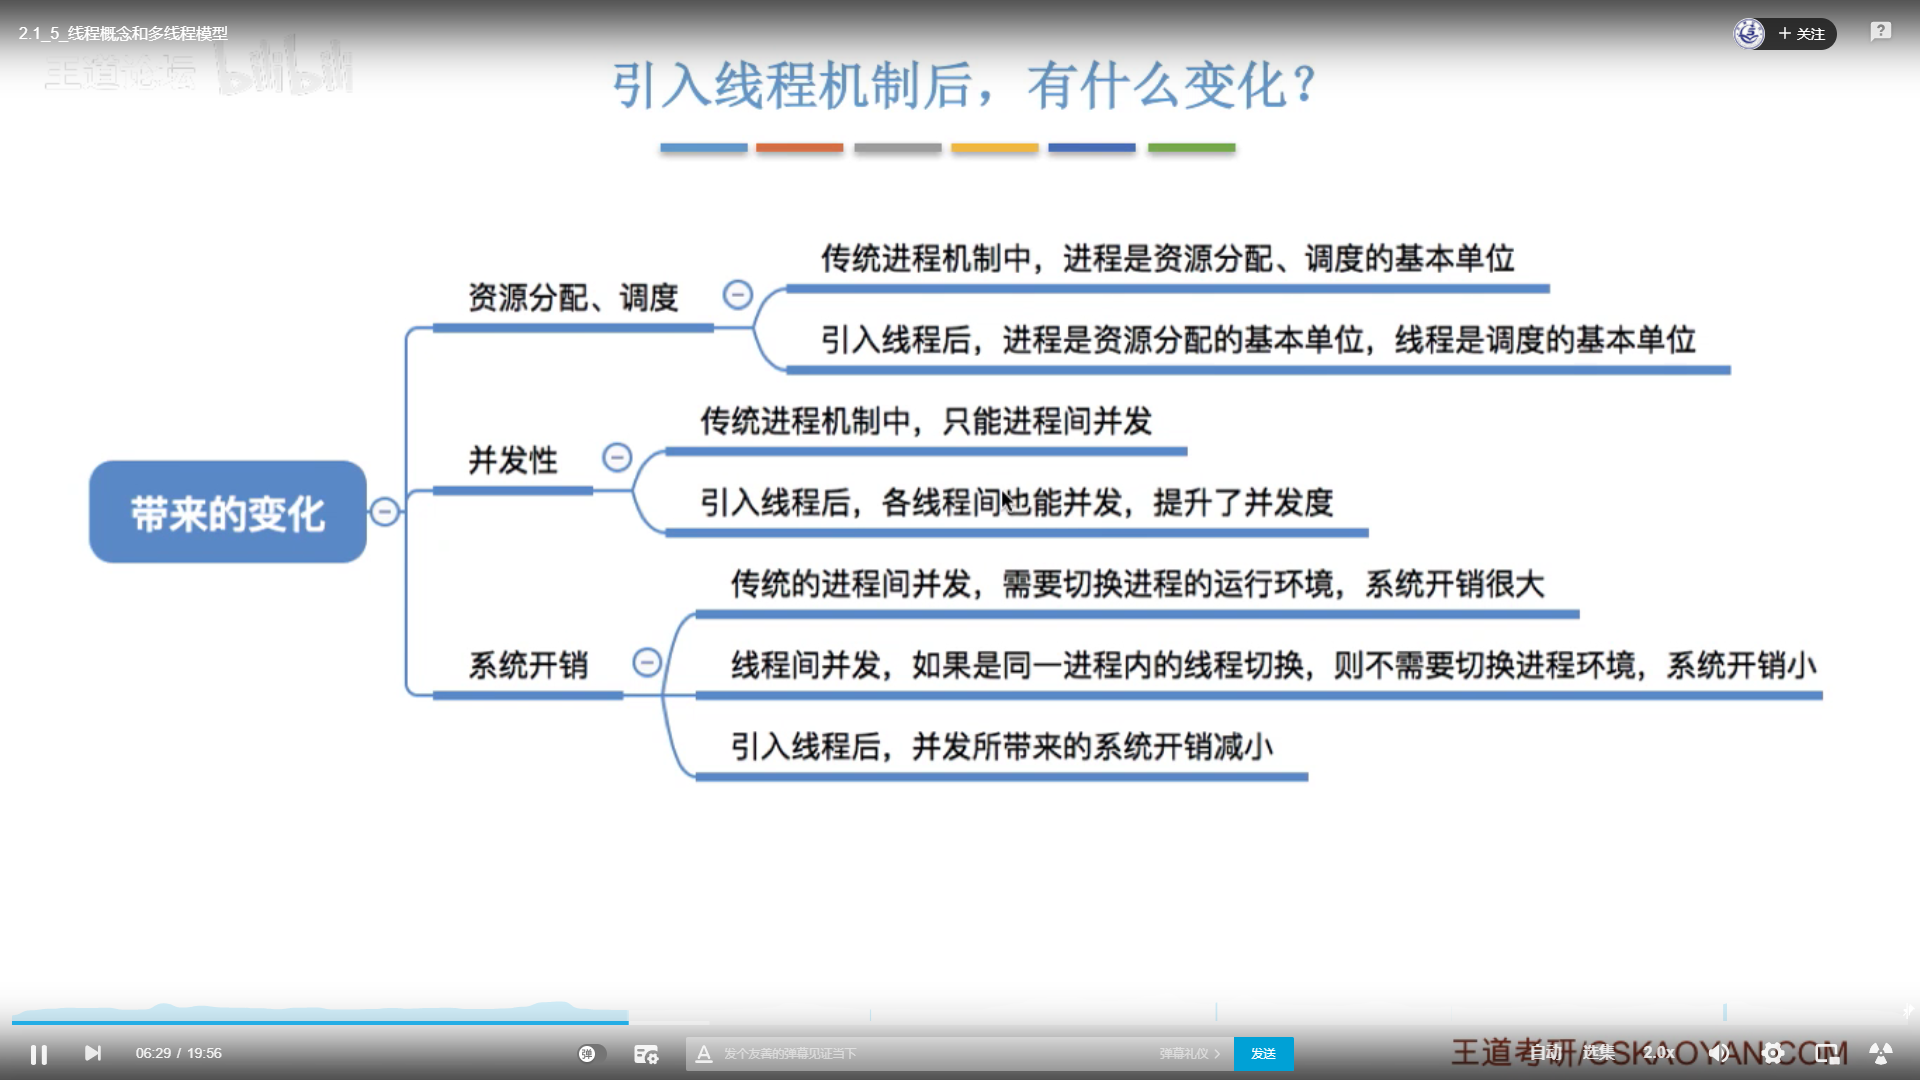 2.1_5_线程概念和多线程模型
关注
王道论坛 bilibili
引入线程机制后，有什么变化？
传统进程机制中，进程是资源分配、调度的基本单位
资源分配、调度
引入线程后，进程是资源分配的基本单位，线程是调度的基本单位
传统进程机制中，只能进程间并发
并发性
引入线程后，各线程间也能并发，提升了并发度
带来的变化
传统的进程间并发，需要切换进程的运行环境，系统开销很大
系统开销
线程间并发，如果是同一进程内的线程切换，则不需要切换进程环境，系统开销小
引入线程后，并发所带来的系统开销减小
06:29 / 19:56
弹
发个友善的弹幕见证当下
弹幕礼仪
发送
王道考研/CSKAOYAN.COM
自动
选集
2.0x